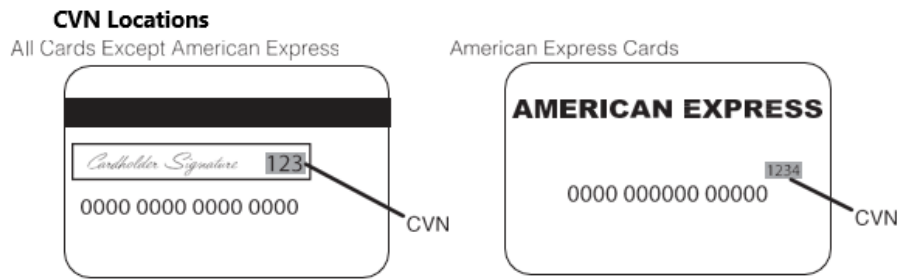 CVN Locations
All Cards Except American Express
Cardholder Signature 123
0000 0000 0000 0000
CVN
American Express Cards
AMERICAN EXPRESS
1234
0000 000000 00000
CVN